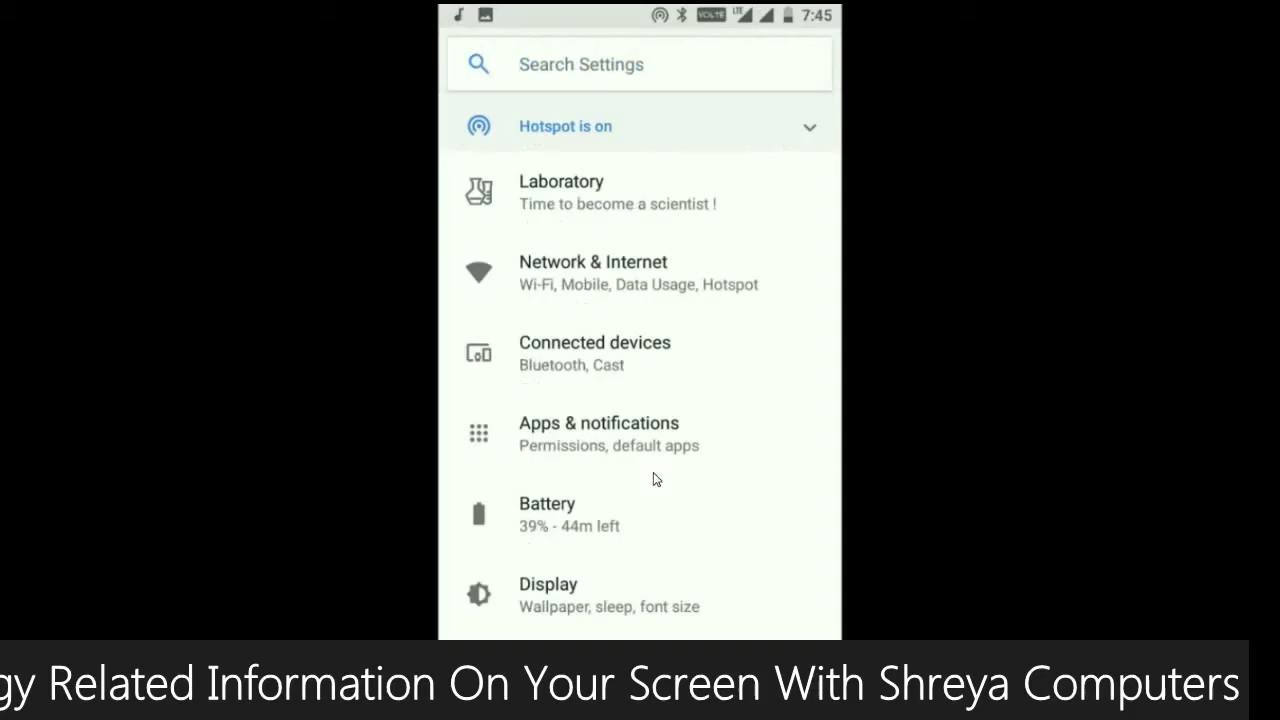 VOLTE LTE 7:45
Search Settings
Hotspot is on
Laboratory
Time to become a scientist !
Network & Internet
Wi-Fi, Mobile, Data Usage, Hotspot
Connected devices
Bluetooth, Cast
Apps & notifications
Permissions, default apps
Battery
39% - 44m left
Display
Wallpaper, sleep, font size
gy Related Information On Your Screen With Shreya Computers